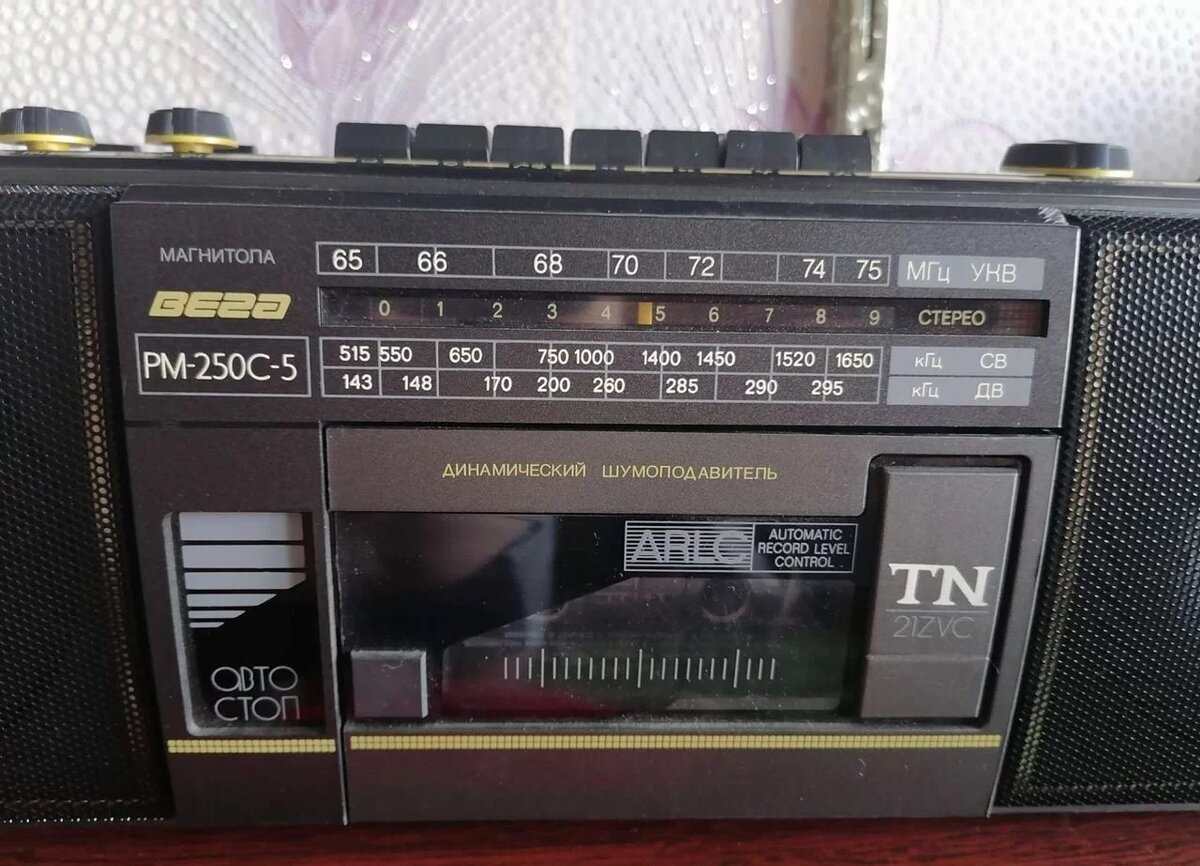 МАГНИТОЛА
65 66 68 70 72 74 75 МГц УКВ
ВЕГА
0 1 2 3 4 5 6 7 8 9 СТЕРЕО
РМ-250С-5
515 550 650 750 1000 1400 1450 1520 1650 кГц СВ
143 148 170 200 260 285 290 295 кГц ДВ
ДИНАМИЧЕСКИЙ ШУМОПОДАВИТЕЛЬ
ARLC
AUTOMATIC
RECORD LEVEL
CONTROL
TN
21ZVC
АВТО
СТОП